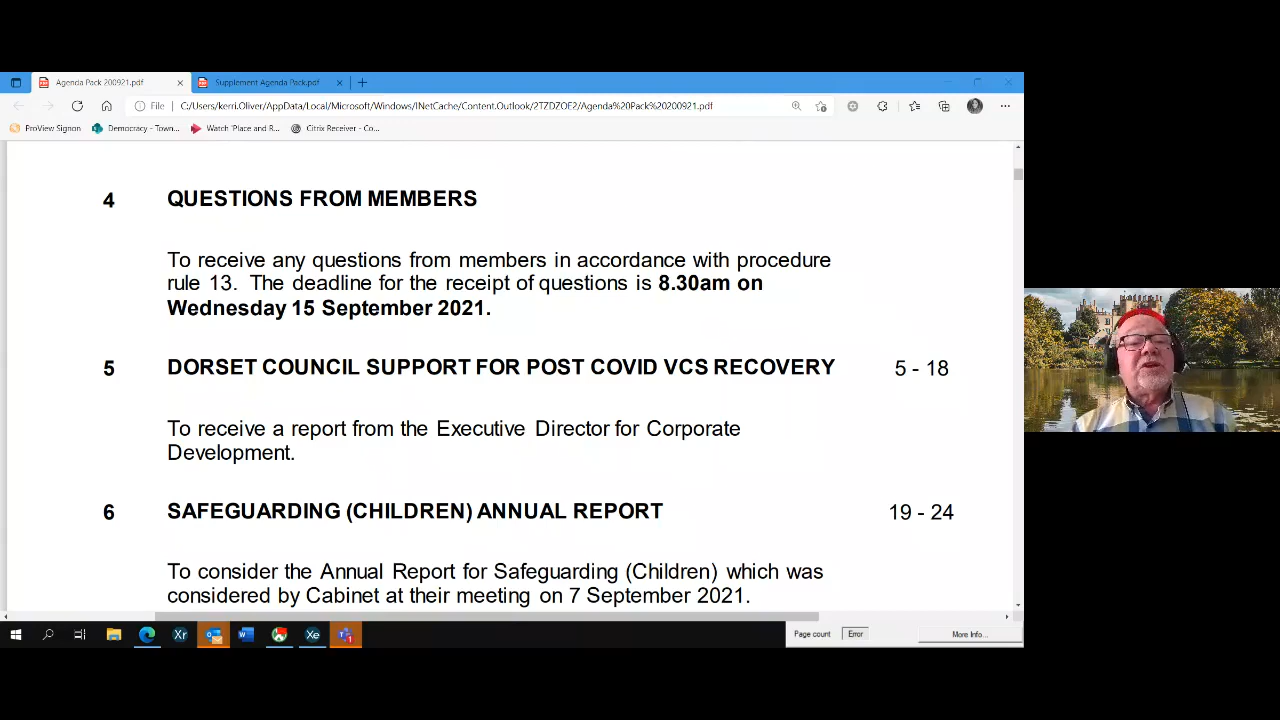 Agenda Pack 200921.pdf
Supplement Agenda Pack.pdf
File
C:/Users/kerri.Oliver/AppData/Local/Microsoft/Windows/INetCache/Content.Outlook/2TZDZOE2/Agenda%20Pack%20200921.pdf
ProView Signon
Democracy - Town...
Watch 'Place and R...
Citrix Receiver - Co...
4 QUESTIONS FROM MEMBERS
To receive any questions from members in accordance with procedure
rule 13. The deadline for the receipt of questions is 8.30am on
Wednesday 15 September 2021.
5 DORSET COUNCIL SUPPORT FOR POST COVID VCS RECOVERY 5 - 18
To receive a report from the Executive Director for Corporate
Development.
6 SAFEGUARDING (CHILDREN) ANNUAL REPORT 19 - 24
To consider the Annual Report for Safeguarding (Children) which was
considered by Cabinet at their meeting on 7 September 2021.
Xr
Xe
Page count Error More Info...